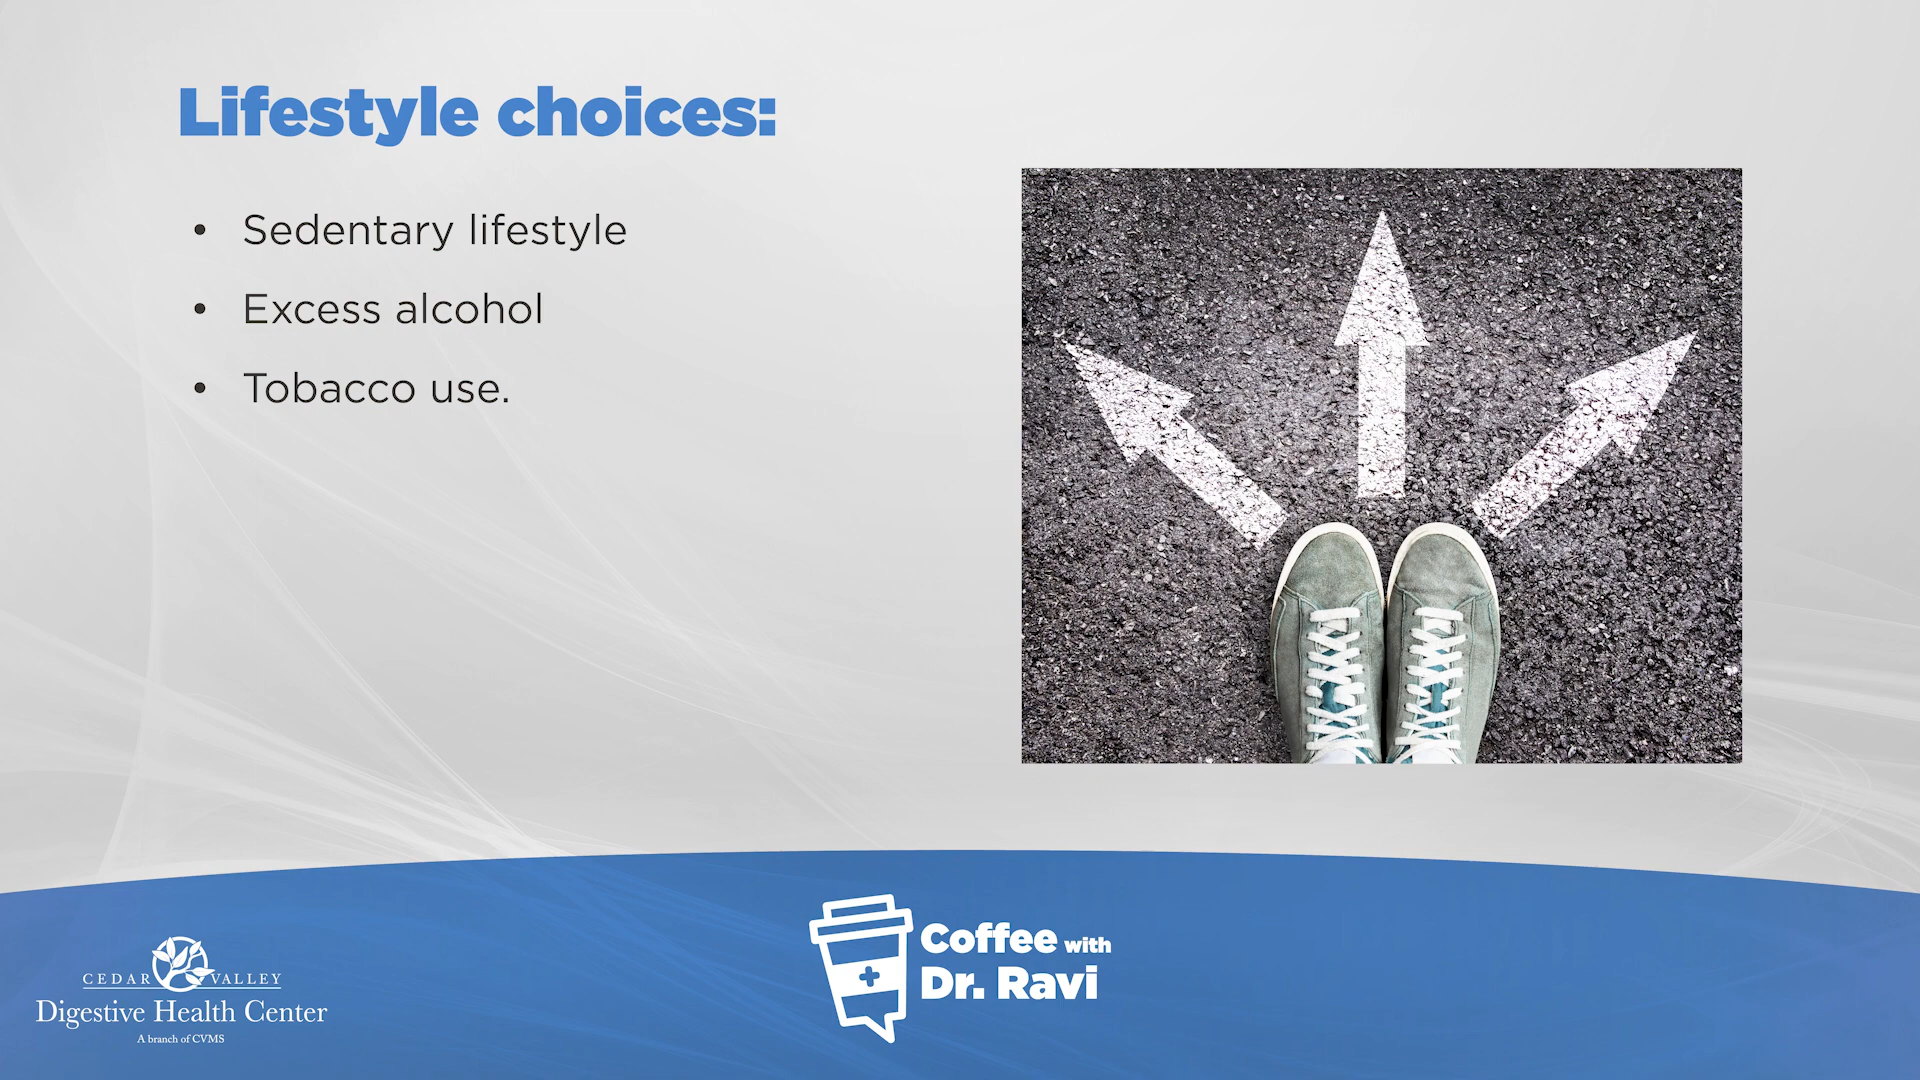 Lifestyle choices:
• Sedentary lifestyle
• Excess alcohol
• Tobacco use.
CEDAR VALLEY
Digestive Health Center
A branch of CVMS
Coffee with
Dr. Ravi